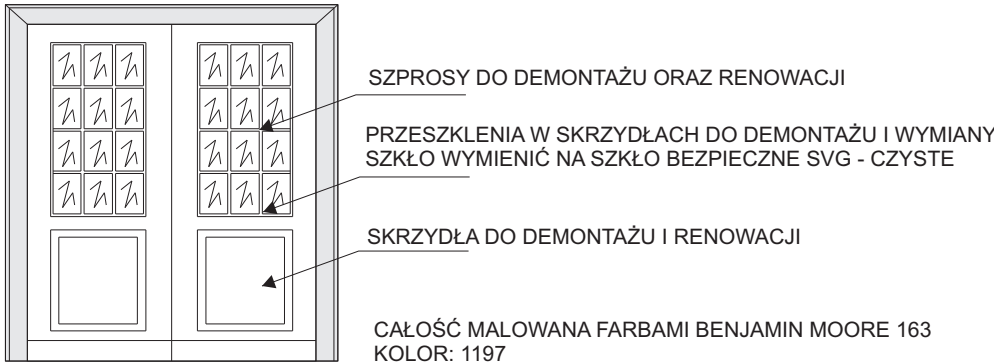 SZPROSY DO DEMONTAŻU ORAZ RENOWACJI
PRZESZKLENIA W SKRZYDŁACH DO DEMONTAŻU I WYMIANY
SZKŁO WYMIENIĆ NA SZKŁO BEZPIECZNE SVG - CZYSTE
SKRZYDŁA DO DEMONTAŻU I RENOWACJI
CAŁOŚĆ MALOWANA FARBAMI BENJAMIN MOORE 163
KOLOR: 1197